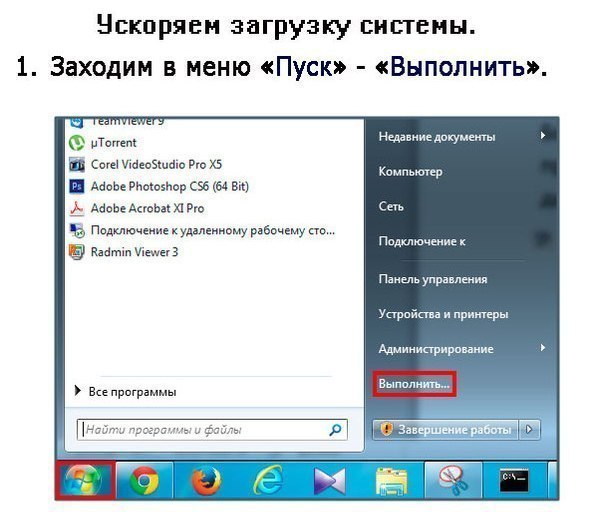 Ускоряем загрузку системы.
1. Заходим в меню «Пуск» - «Выполнить».
TeamViewer 9
µTorrent
Corel VideoStudio Pro X5
Adobe Photoshop CS6 (64 Bit)
Adobe Acrobat XI Pro
Подключение к удаленному рабочему сто...
Radmin Viewer 3
Все программы
Найти программы и файлы
Недавние документы
Компьютер
Сеть
Подключение к
Панель управления
Устройства и принтеры
Администрирование
Выполнить...
Завершение работы
Ps
C:\_